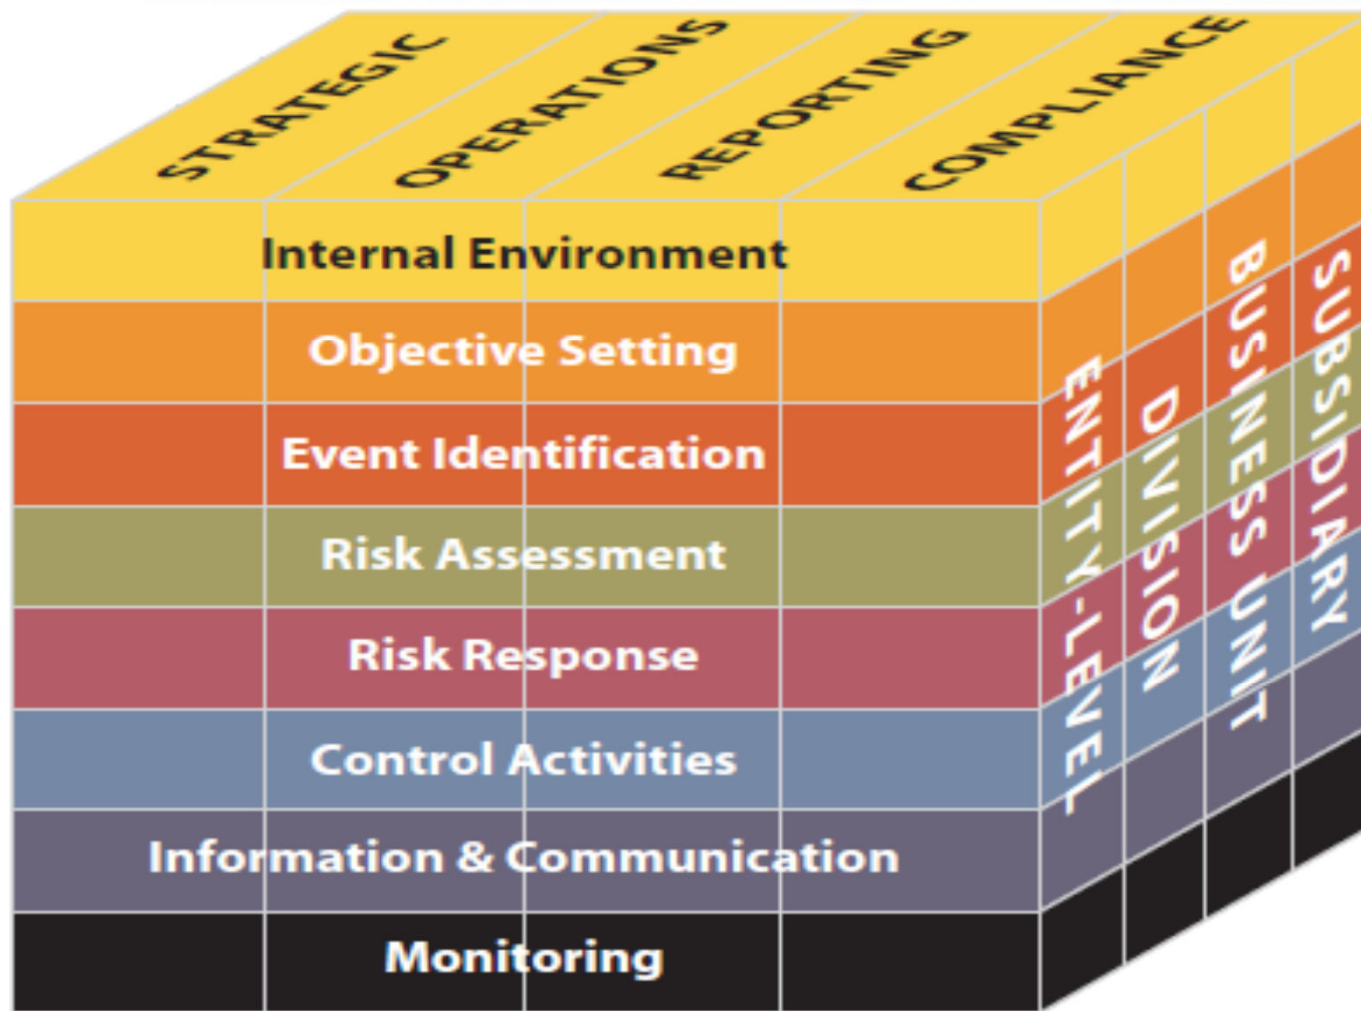 STRATEGIC
OPERATIONS
REPORTING
COMPLIANCE
Internal Environment
Objective Setting
Event Identification
Risk Assessment
Risk Response
Control Activities
Information & Communication
Monitoring
ENTITY-LEVEL
DIVISION
BUSINESS UNIT
SUBSIDIARY